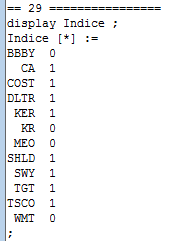 == 29 ================
display Indice ;
Indice [*] :=
BBBY 0
CA 1
COST 1
DLTR 1
KER 1
KR 0
MEO 0
SHLD 1
SWY 1
TGT 1
TSCO 1
WMT 0
;